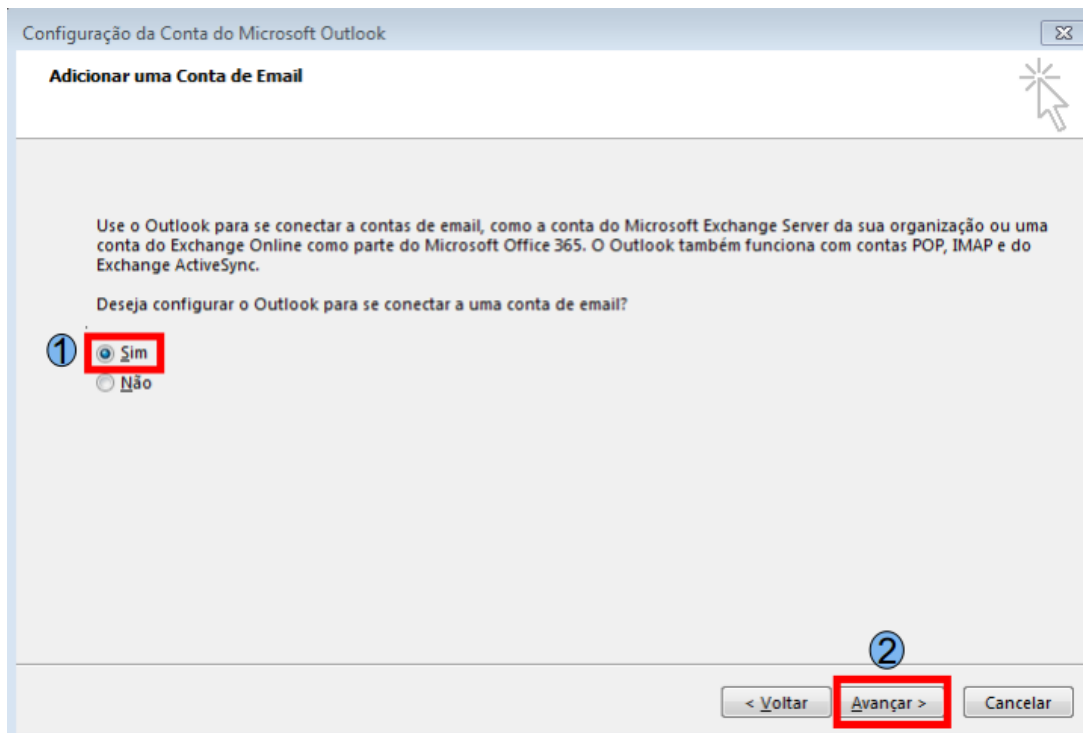 Configuração da Conta do Microsoft Outlook
Adicionar uma Conta de Email
Use o Outlook para se conectar a contas de email, como a conta do Microsoft Exchange Server da sua organização ou uma
conta do Exchange Online como parte do Microsoft Office 365. O Outlook também funciona com contas POP, IMAP e do
Exchange ActiveSync.
Deseja configurar o Outlook para se conectar a uma conta de email?
1 Sim
Não
2
< Voltar Avançar > Cancelar